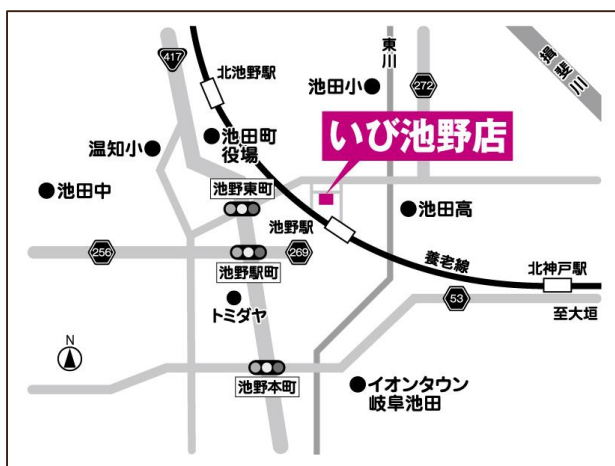 417
北池野駅
東川
揖斐川
池田小
272
温知小
池田町
役場
いび池野店
池田中
池野東町
池野駅
池田高
256
269
池野駅町
養老線
北神戸駅
トミダヤ
53
至大垣
N
池野本町
イオンタウン
岐阜池田